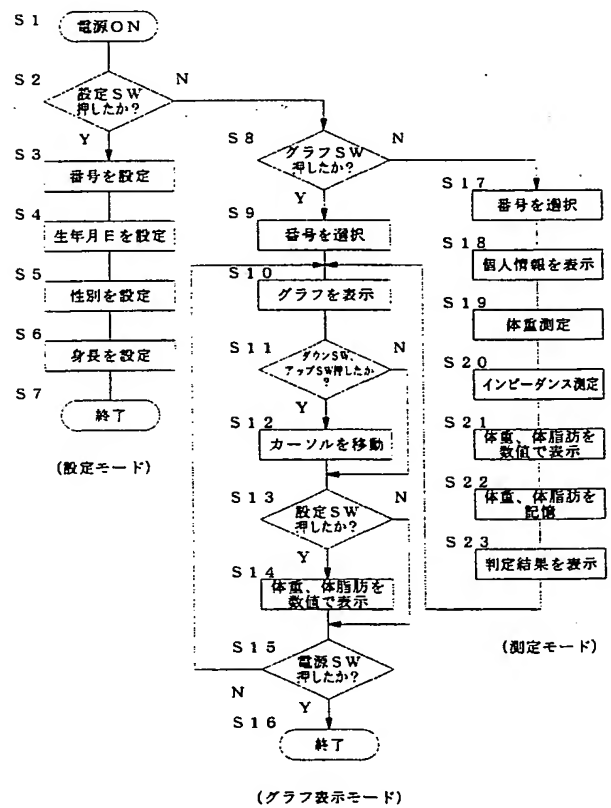 S1
電源ON
S2
設定SW
押したか?
N
Y
S3
番号を設定
S4
生年月日を設定
S5
性別を設定
S6
身長を設定
S7
終了
(設定モード)
S8
グラフSW
押したか?
N
Y
S9
番号を選択
S10
グラフを表示
S11
ダウンSW、
アップSW押したか
?
N
Y
S12
カーソルを移動
S13
設定SW
押したか?
N
Y
S14
体重、体脂肪を
数値で表示
S15
電源SW
押したか?
N
Y
S16
終了
(グラフ表示モード)
S17
番号を選択
S18
個人情報を表示
S19
体重測定
S20
インピーダンス測定
S21
体重、体脂肪を
数値で表示
S22
体重、体脂肪を
記憶
S23
判定結果を表示
(測定モード)